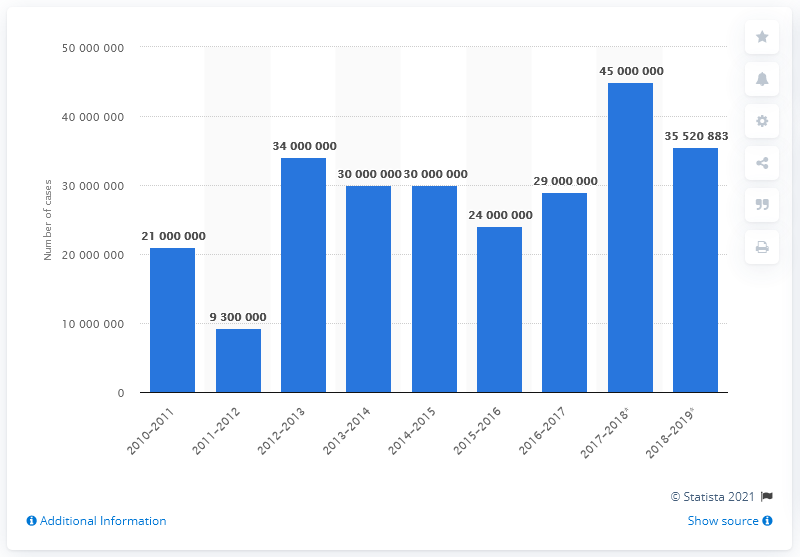 50 000 000
40 000 000
30 000 000
20 000 000
10 000 000
0
Number of cases
21 000 000
9 300 000
34 000 000
30 000 000
30 000 000
24 000 000
29 000 000
45 000 000
35 520 883
2010–2011
2011–2012
2012–2013
2013–2014
2014–2015
2015–2016
2016–2017
2017–2018*
2018–2019*
© Statista 2021
Additional Information
Show source